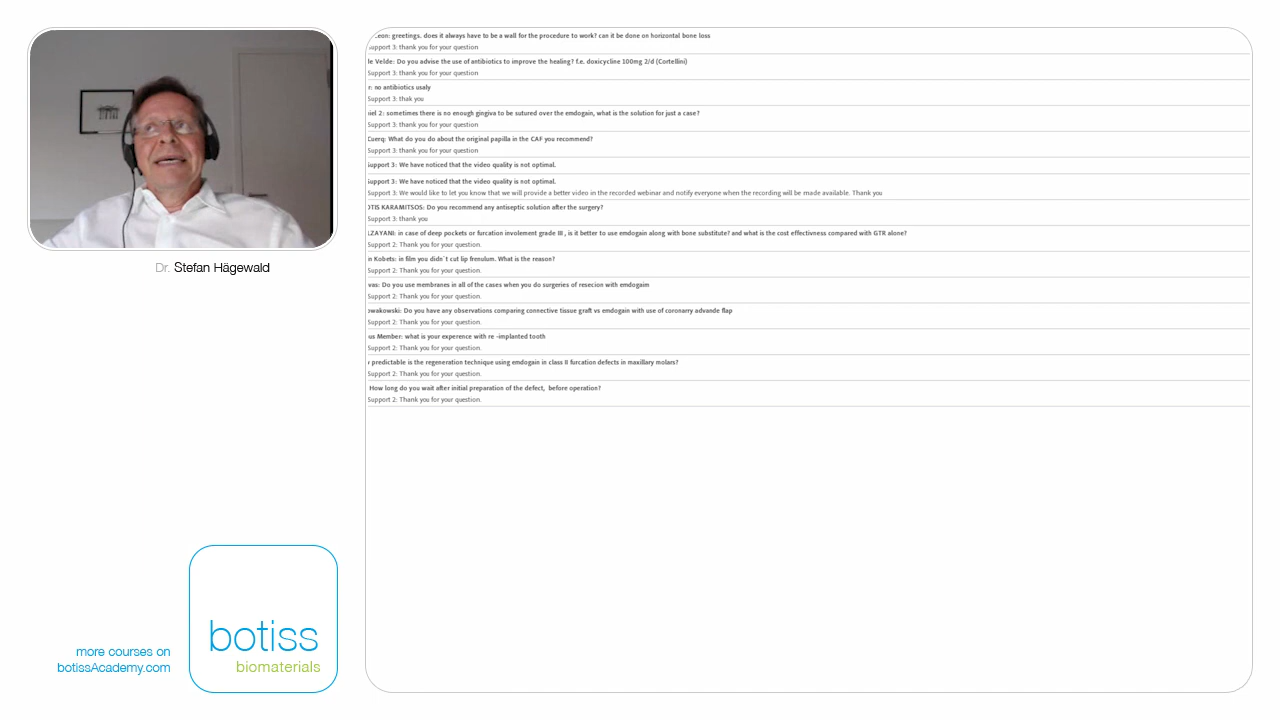 eon: greetings. does it always have to be a wall for the procedure to work? can it be done on horizontal bone loss
Support 3: thank you for your question
le Velde: Do you advise the use of antibiotics to improve the healing? f.e. doxicycline 100mg 2/d (Cortellini)
Support 3: thank you for your question
r: no antibiotics usaly
Support 3: thak you
iel 2: sometimes there is no enough gingiva to be sutured over the emdogain, what is the solution for just a case?
Support 3: thank you for your question
Cuerq: What do you do about the original papilla in the CAF you recommend?
Support 3: thank you for your question
Support 3: We have noticed that the video quality is not optimal.
Support 3: We have noticed that the video quality is not optimal.
Support 3: We would like to let you know that we will provide a better video in the recorded webinar and notify everyone when the recording will be made available. Thank you
OTIS KARAMITSOS: Do you recommend any antiseptic solution after the surgery?
Support 3: thank you
LZAYANI: in case of deep pockets or furcation involement grade III , is it better to use emdogain along with bone substitute? and what is the cost effectivness compared with GTR alone?
Support 2: Thank you for your question.
in Kobets: in film you didn`t cut lip frenulum. What is the reason?
Support 2: Thank you for your question.
vas: Do you use membranes in all of the cases when you do surgeries of resecion with emdogaim
Support 2: Thank you for your question.
owakowski: Do you have any observations comparing connective tissue graft vs emdogain with use of coronarry advande flap
Support 2: Thank you for your question.
us Member: what is your experence with re -implanted tooth
Support 2: Thank you for your question.
r predictable is the regeneration technique using emdogain in class II furcation defects in maxillary molars?
Support 2: Thank you for your question.
How long do you wait after initial preparation of the defect, before operation?
Support 2: Thank you for your question.
Dr. Stefan Hägewald
botiss
biomaterials
more courses on
botissAcademy.com